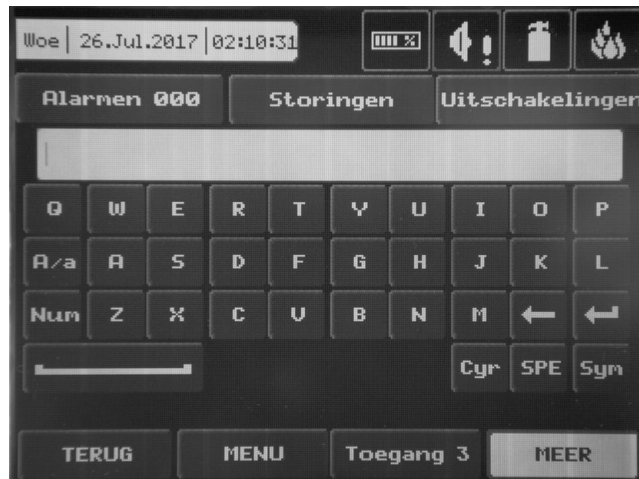 Woe 26.Jul.2017 02:10:31 %
Alarmen 000 Storingen Uitschakelingen
Q W E R T Y U I O P
A/a A S D F G H J K L
Num Z X C V B N M
Cyr SPE Sym
TERUG MENU Toegang 3 MEER